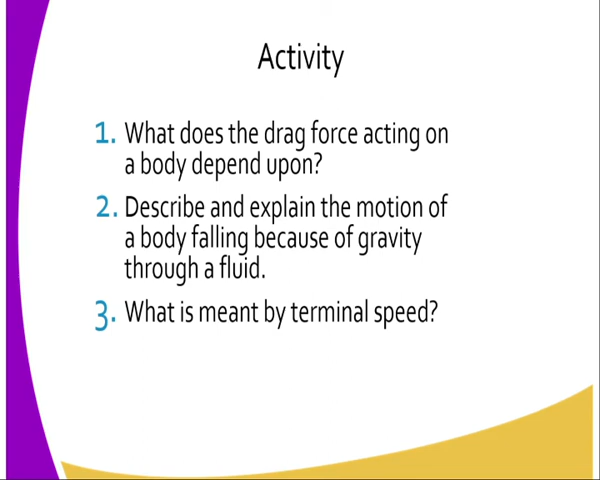 Activity
1. What does the drag force acting on
a body depend upon?
2. Describe and explain the motion of
a body falling because of gravity
through a fluid.
3. What is meant by terminal speed?